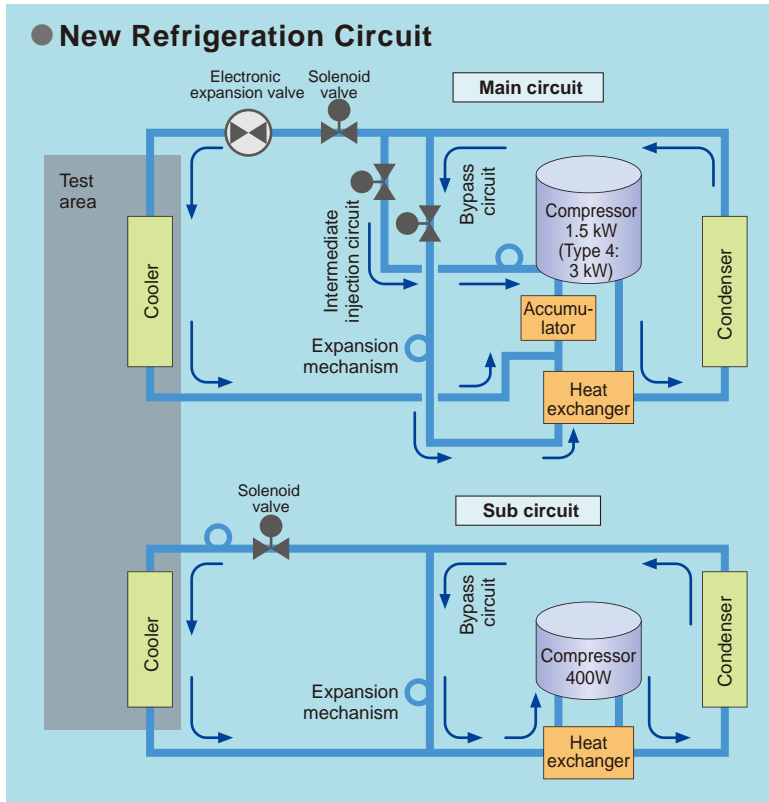 New Refrigeration Circuit
Electronic
expansion valve
Solenoid
valve
Main circuit
Test
area
Bypass
circuit
Compressor
1.5 kW
(Type 4:
3 kW)
Intermediate
injection circuit
Cooler
Condenser
Accumu-
lator
Expansion
mechanism
Heat
exchanger
Solenoid
valve
Sub circuit
Bypass
circuit
Cooler
Condenser
Compressor
400W
Expansion
mechanism
Heat
exchanger